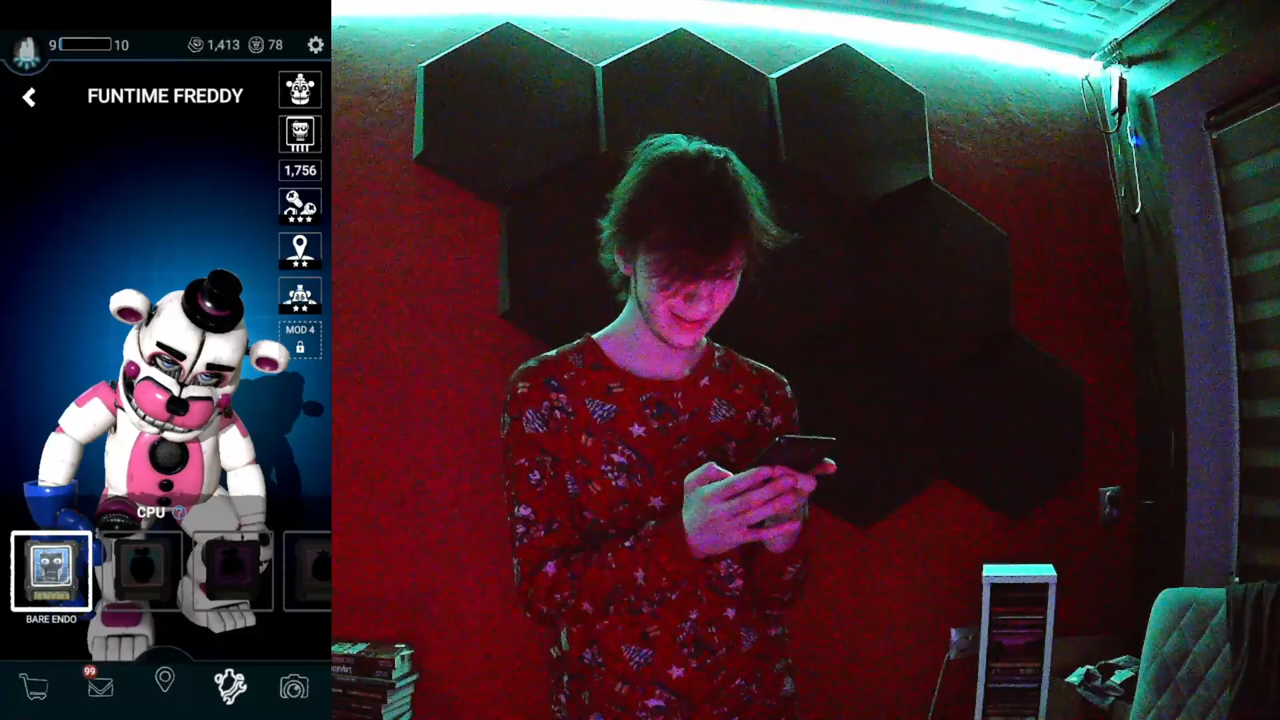 9 10 1,413 78
FUNTIME FREDDY
1,756
MOD 4
CPU ?
BARE ENDO
99